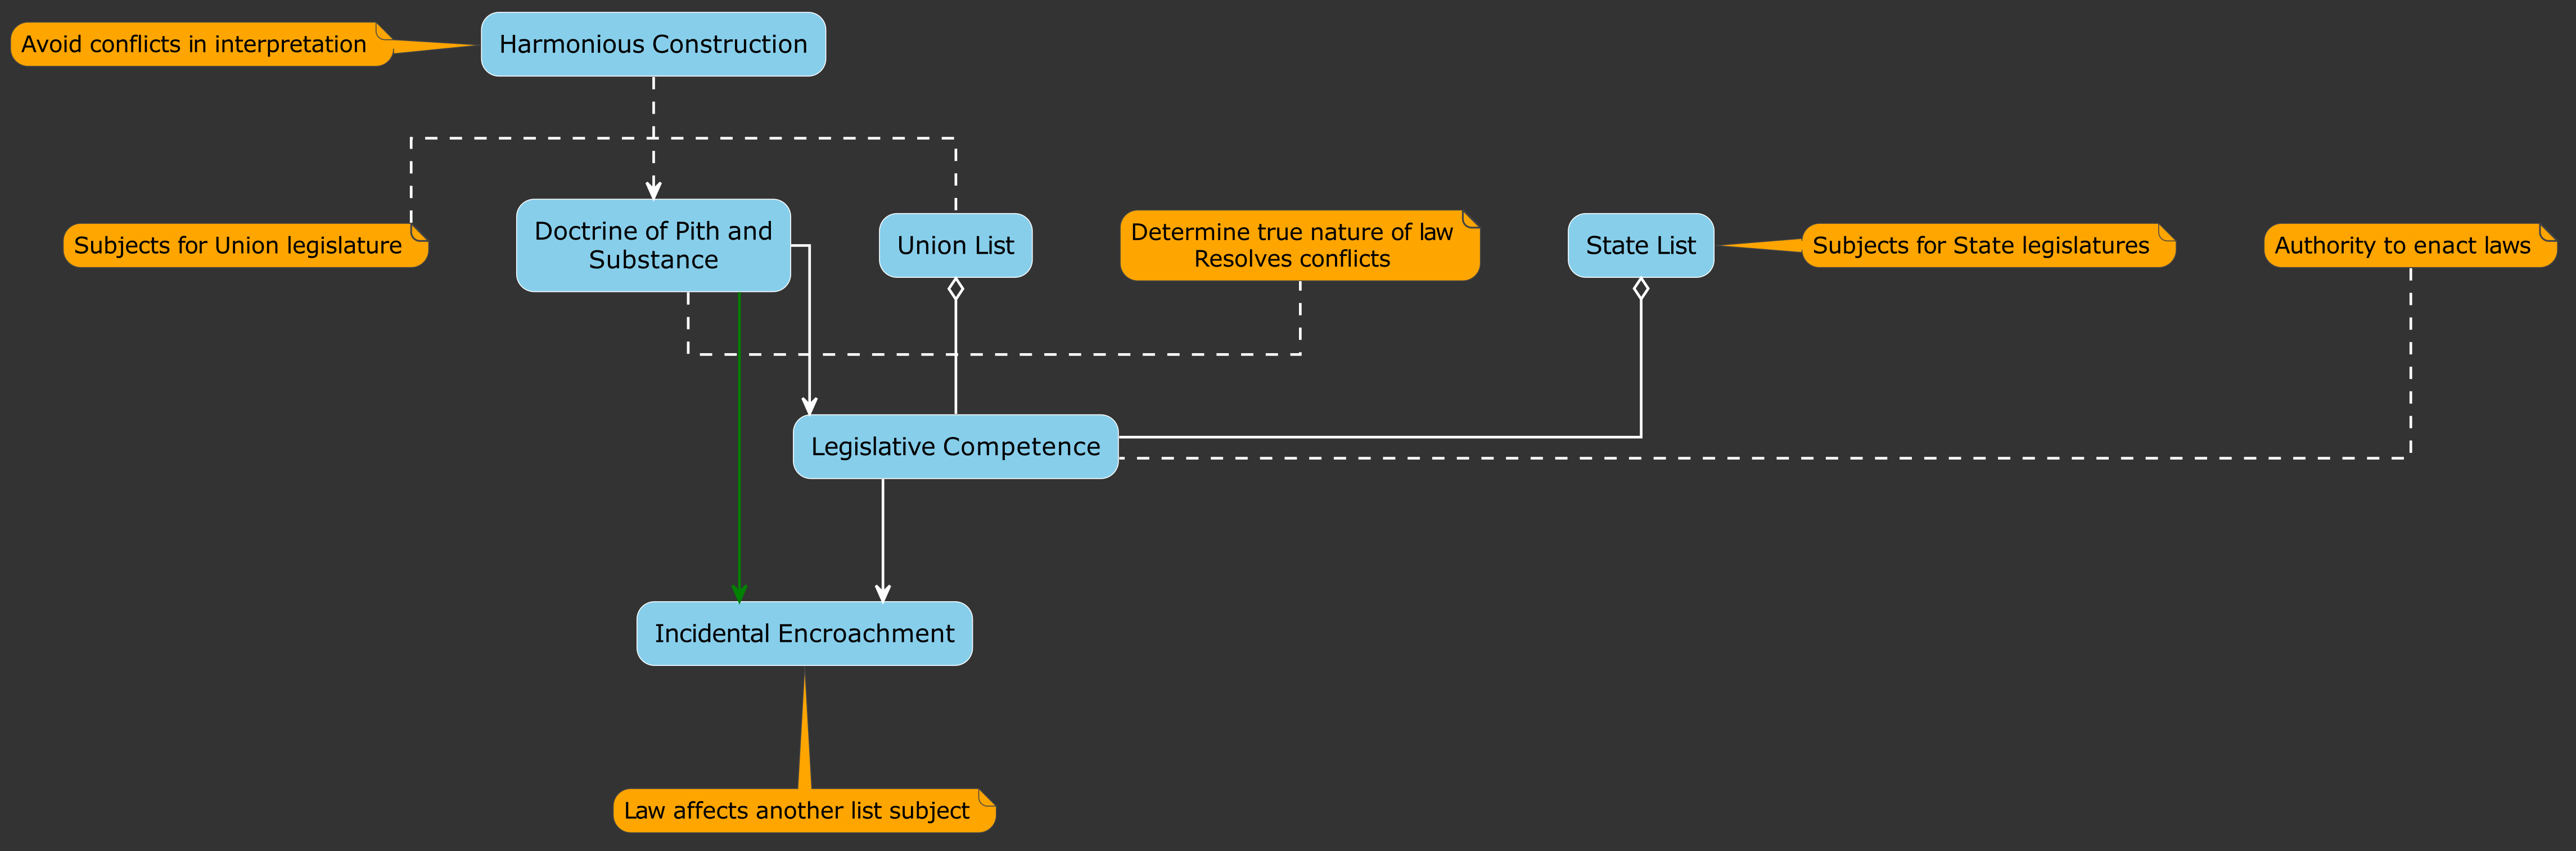 Avoid conflicts in interpretation
Harmonious Construction
Subjects for Union legislature
Doctrine of Pith and
Substance
Union List
Determine true nature of law
Resolves conflicts
State List
Subjects for State legislatures
Authority to enact laws
Legislative Competence
Incidental Encroachment
Law affects another list subject